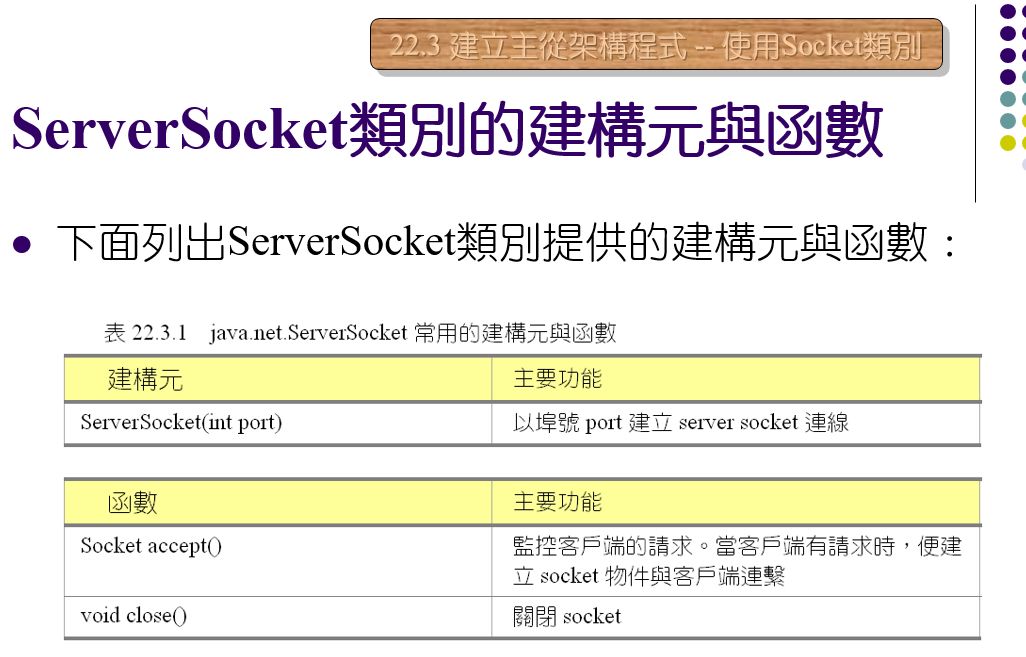 22.3 建立主從架構程式 -- 使用Socket類別
ServerSocket類別的建構元與函數
下面列出ServerSocket類別提供的建構元與函數：
表 22.3.1 java.net.ServerSocket 常用的建構元與函數
建構元 主要功能
ServerSocket(int port) 以埠號 port 建立 server socket 連線
函數 主要功能
Socket accept() 監控客戶端的請求。當客戶端有請求時，便建
立 socket 物件與客戶端連繫
void close() 關閉 socket